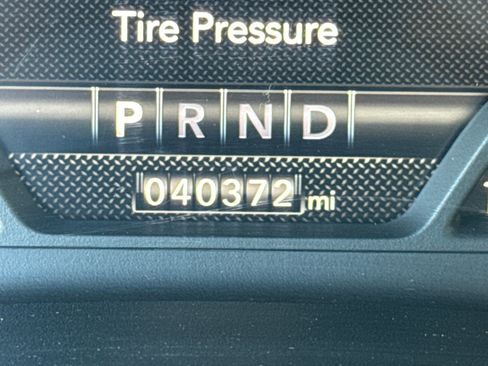 Tire Pressure
P R N D
040372 mi